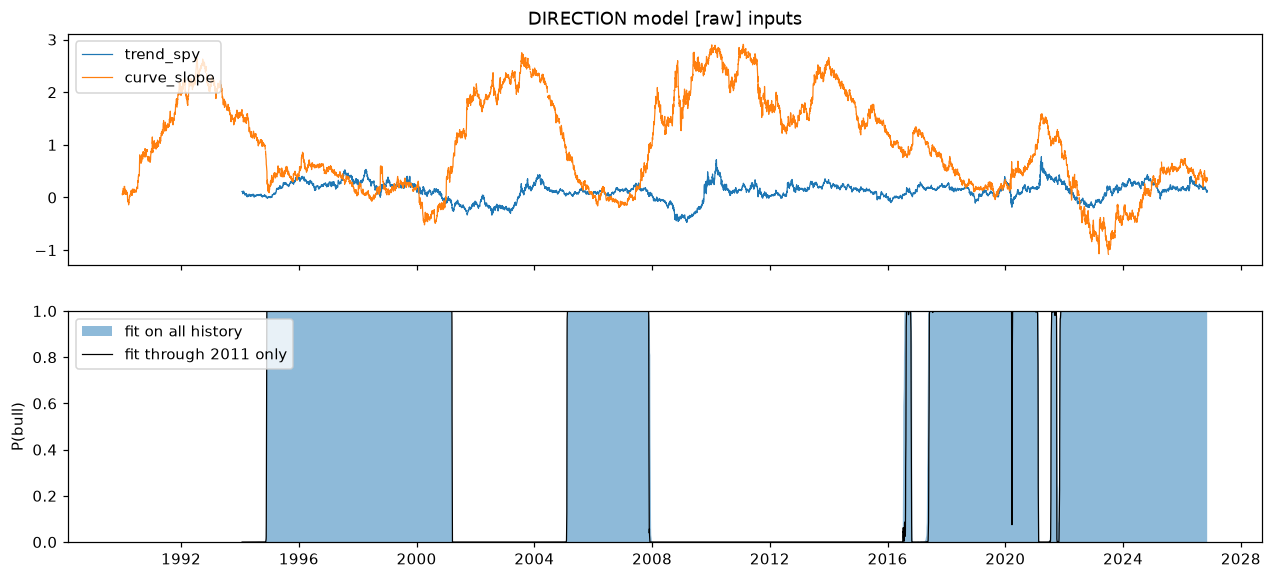 DIRECTION model [raw] inputs
3
2
1
0
−1
trend_spy
curve_slope
1.0
0.8
0.6
0.4
0.2
0.0
P(bull)
fit on all history
fit through 2011 only
1992 1996 2000 2004 2008 2012 2016 2020 2024 2028